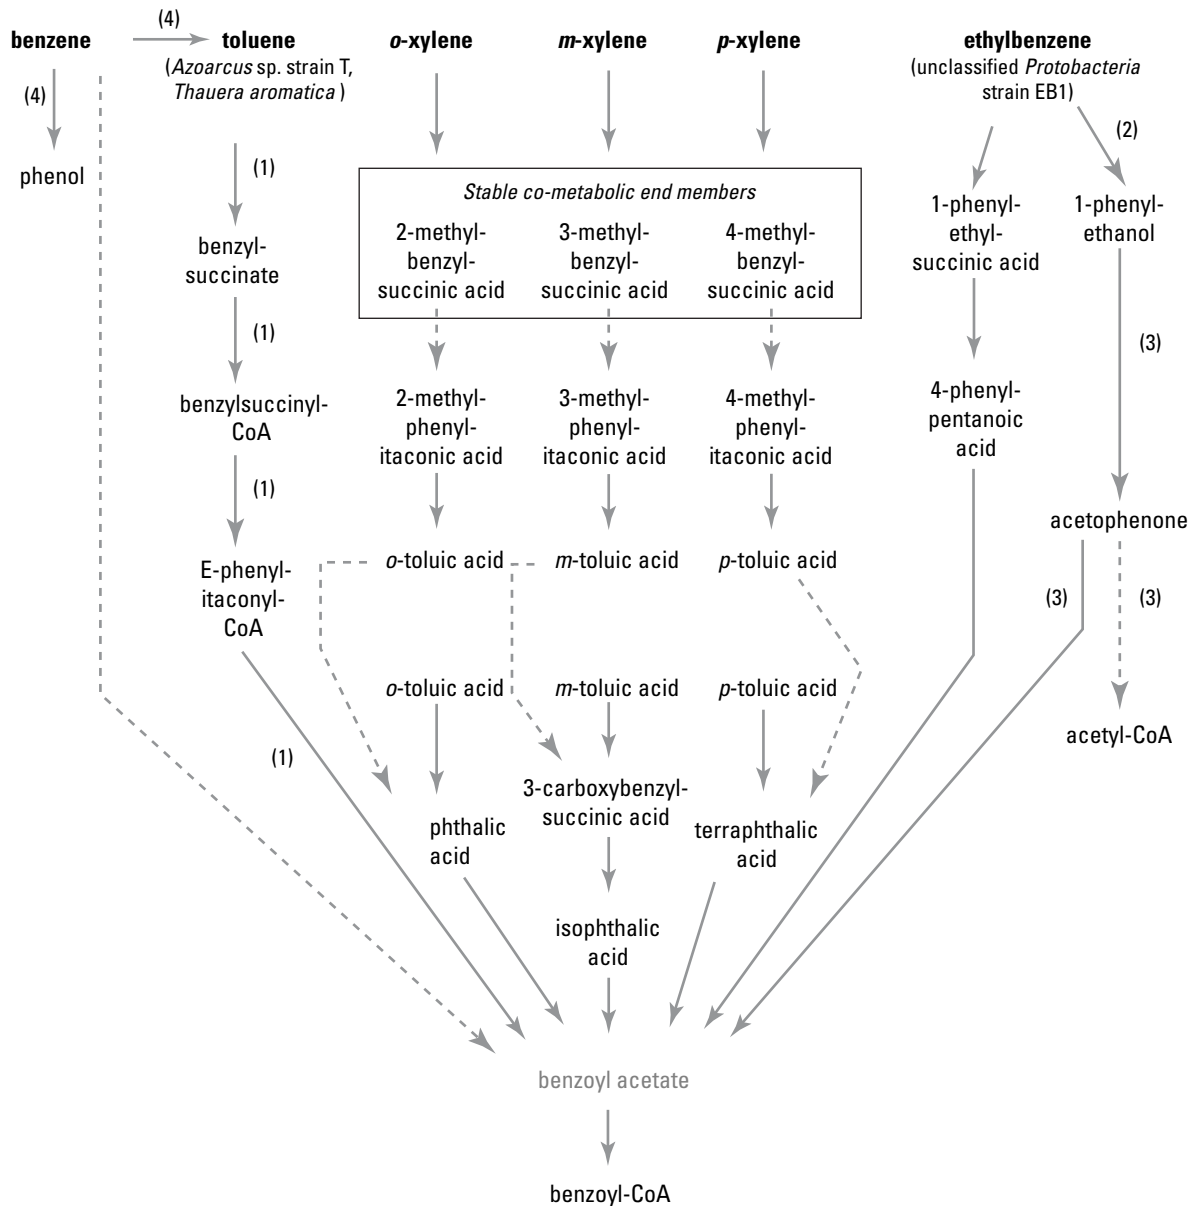 (4)
benzene
toluene
o-xylene
m-xylene
p-xylene
ethylbenzene
(Azoarcus sp. strain T,
Thauera aromatica )
(unclassified Protobacteria
strain EB1)
(4)
(2)
phenol
(1)
Stable co-metabolic end members
benzyl-
succinate
2-methyl-
benzyl-
succinic acid
3-methyl-
benzyl-
succinic acid
4-methyl-
benzyl-
succinic acid
1-phenyl-
ethyl-
succinic acid
1-phenyl-
ethanol
(1)
(3)
benzylsuccinyl-
CoA
2-methyl-
phenyl-
itaconic acid
3-methyl-
phenyl-
itaconic acid
4-methyl-
phenyl-
itaconic acid
4-phenyl-
pentanoic
acid
(1)
acetophenone
E-phenyl-
itaconyl-
CoA
o-toluic acid
m-toluic acid
p-toluic acid
(3)
(3)
o-toluic acid
m-toluic acid
p-toluic acid
acetyl-CoA
(1)
3-carboxybenzyl-
succinic acid
phthalic
acid
terraphthalic
acid
isophthalic
acid
benzoyl acetate
benzoyl-CoA